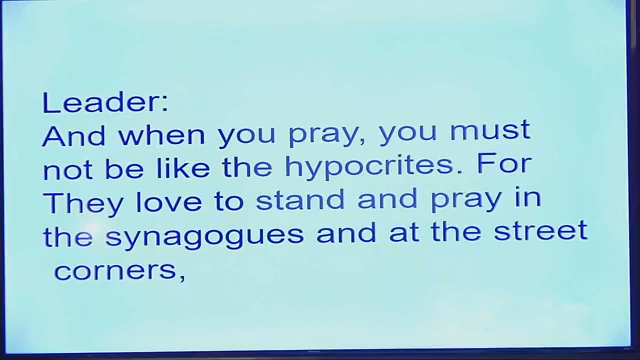 Leader:
And when you pray, you must
not be like the hypocrites. For
They love to stand and pray in
the synagogues and at the street
corners,